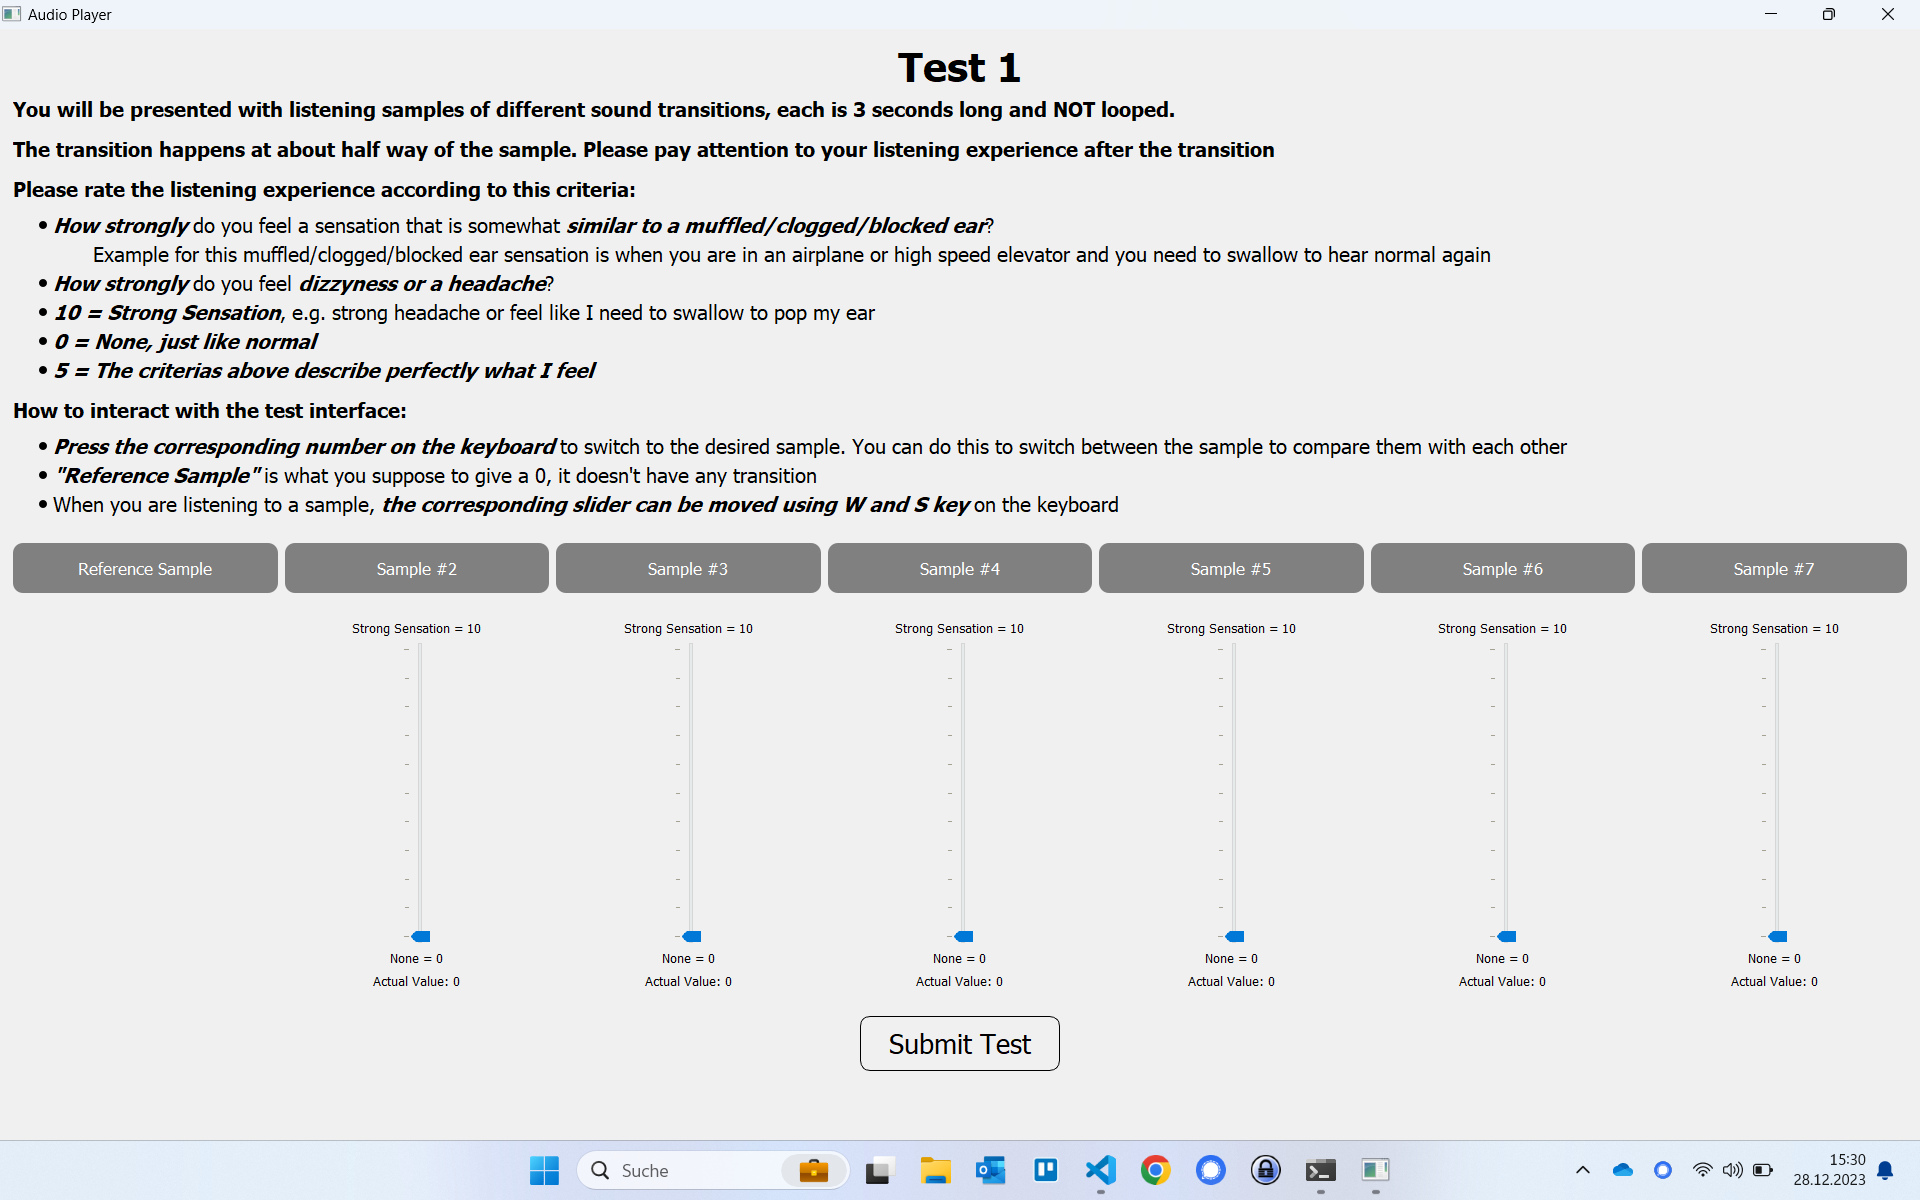 Audio Player
Test 1
You will be presented with listening samples of different sound transitions, each is 3 seconds long and NOT looped.
The transition happens at about half way of the sample. Please pay attention to your listening experience after the transition
Please rate the listening experience according to this criteria:
• How strongly do you feel a sensation that is somewhat similar to a muffled/clogged/blocked ear?
Example for this muffled/clogged/blocked ear sensation is when you are in an airplane or high speed elevator and you need to swallow to hear normal again
• How strongly do you feel dizzyness or a headache?
• 10 = Strong Sensation, e.g. strong headache or feel like I need to swallow to pop my ear
• 0 = None, just like normal
• 5 = The criterias above describe perfectly what I feel
How to interact with the test interface:
• Press the corresponding number on the keyboard to switch to the desired sample. You can do this to switch between the sample to compare them with each other
• "Reference Sample" is what you suppose to give a 0, it doesn't have any transition
• When you are listening to a sample, the corresponding slider can be moved using W and S key on the keyboard
Reference Sample Sample #2 Sample #3 Sample #4 Sample #5 Sample #6 Sample #7
Strong Sensation = 10 Strong Sensation = 10 Strong Sensation = 10 Strong Sensation = 10 Strong Sensation = 10 Strong Sensation = 10
None = 0 None = 0 None = 0 None = 0 None = 0 None = 0
Actual Value: 0 Actual Value: 0 Actual Value: 0 Actual Value: 0 Actual Value: 0 Actual Value: 0
Submit Test
Suche
15:30
28.12.2023